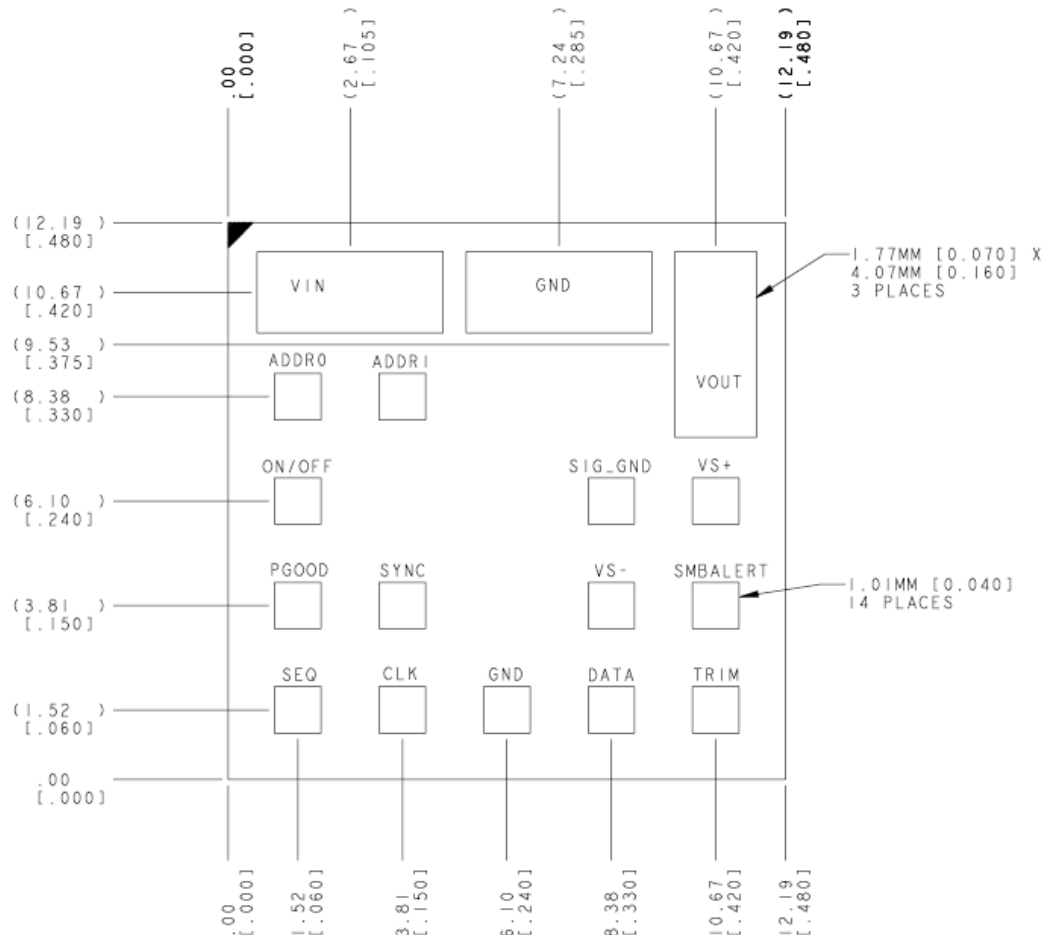 .00
[.000]
(2.67 )
[.105]
(7.24 )
[.285]
(10.67 )
[.420]
(12.19 )
[.480]
(12.19 )
[.480]
1.77MM [0.070] X
4.07MM [0.160]
3 PLACES
VIN
GND
(10.67 )
[.420]
(9.53 )
[.375]
ADDR0
ADDR1
VOUT
(8.38 )
[.330]
ON/OFF
SIG_GND
VS+
(6.10 )
[.240]
PGOOD
SYNC
VS-
SMBALERT
1.01MM [0.040]
14 PLACES
(3.81 )
[.150]
SEQ
CLK
GND
DATA
TRIM
(1.52 )
[.060]
.00
[.000]
.00
[.000]
1.52
[.060]
3.81
[.150]
6.10
[.240]
8.38
[.330]
10.67
[.420]
12.19
[.480]